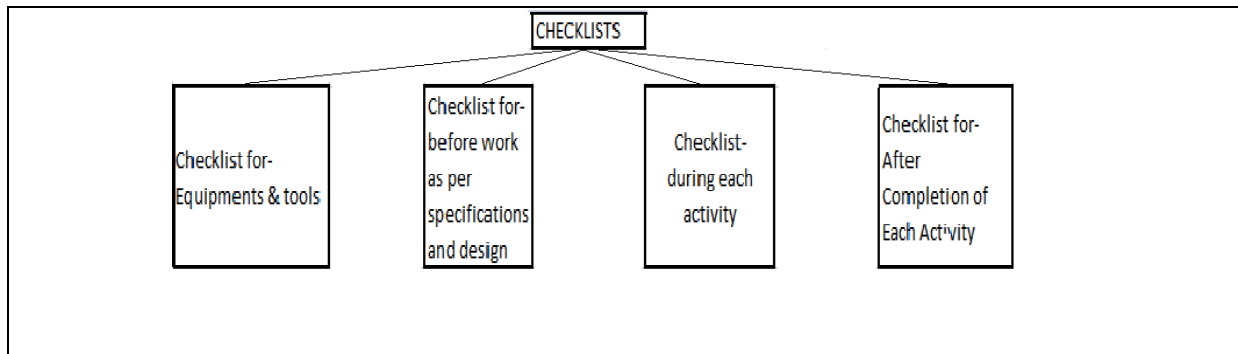 CHECKLISTS
Checklist for-
Equipments & tools
Checklist for-
before work
as per
specifications
and design
Checklist-
during each
activity
Checklist for-
After
Completion of
Each Activity